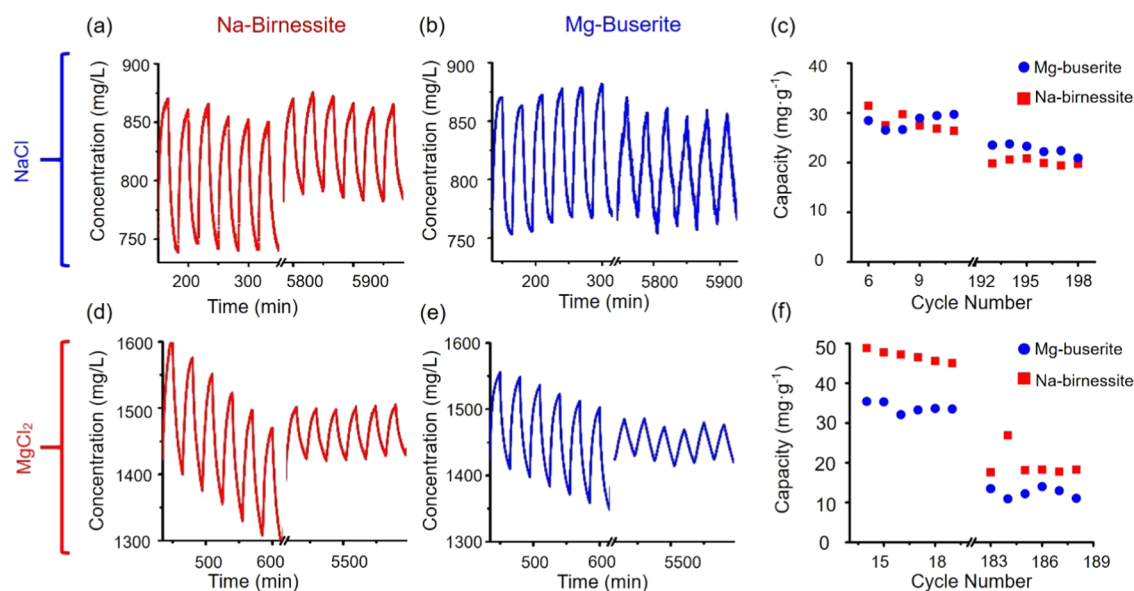 (a)
Na-Birnessite
(b)
Mg-Buserite
(c)
NaCl
Concentration (mg/L)
900
850
800
750
200
300
5800
5900
Time (min)
Concentration (mg/L)
900
850
800
750
200
300
5800
5900
Time (min)
Capacity (mg·g⁻¹)
40
30
20
10
0
Mg-buserite
Na-birnessite
6
9
192
195
198
Cycle Number
(d)
(e)
(f)
MgCl₂
Concentration (mg/L)
1600
1500
1400
1300
500
600
5500
Time (min)
Concentration (mg/L)
1600
1500
1400
1300
500
600
5500
Time (min)
Capacity (mg·g⁻¹)
50
40
30
20
10
0
Mg-buserite
Na-birnessite
15
18
183
186
189
Cycle Number